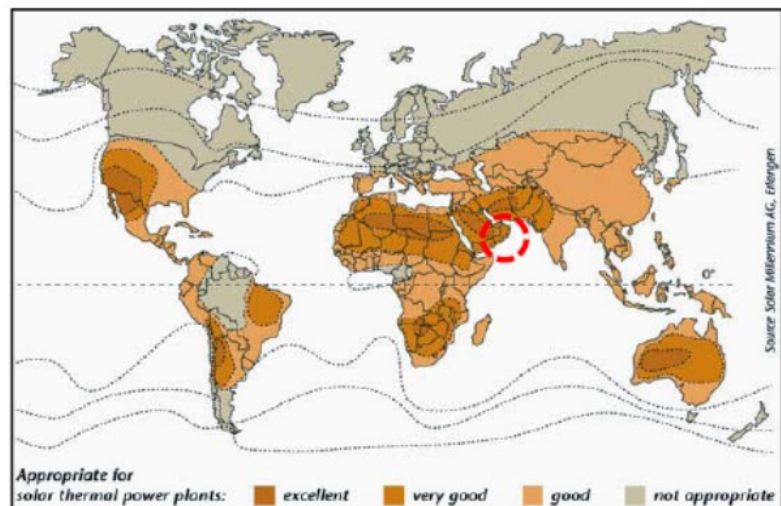 0°
Source Solar Millennium AG, Erlangen
Appropriate for
solar thermal power plants: excellent very good good not appropriate